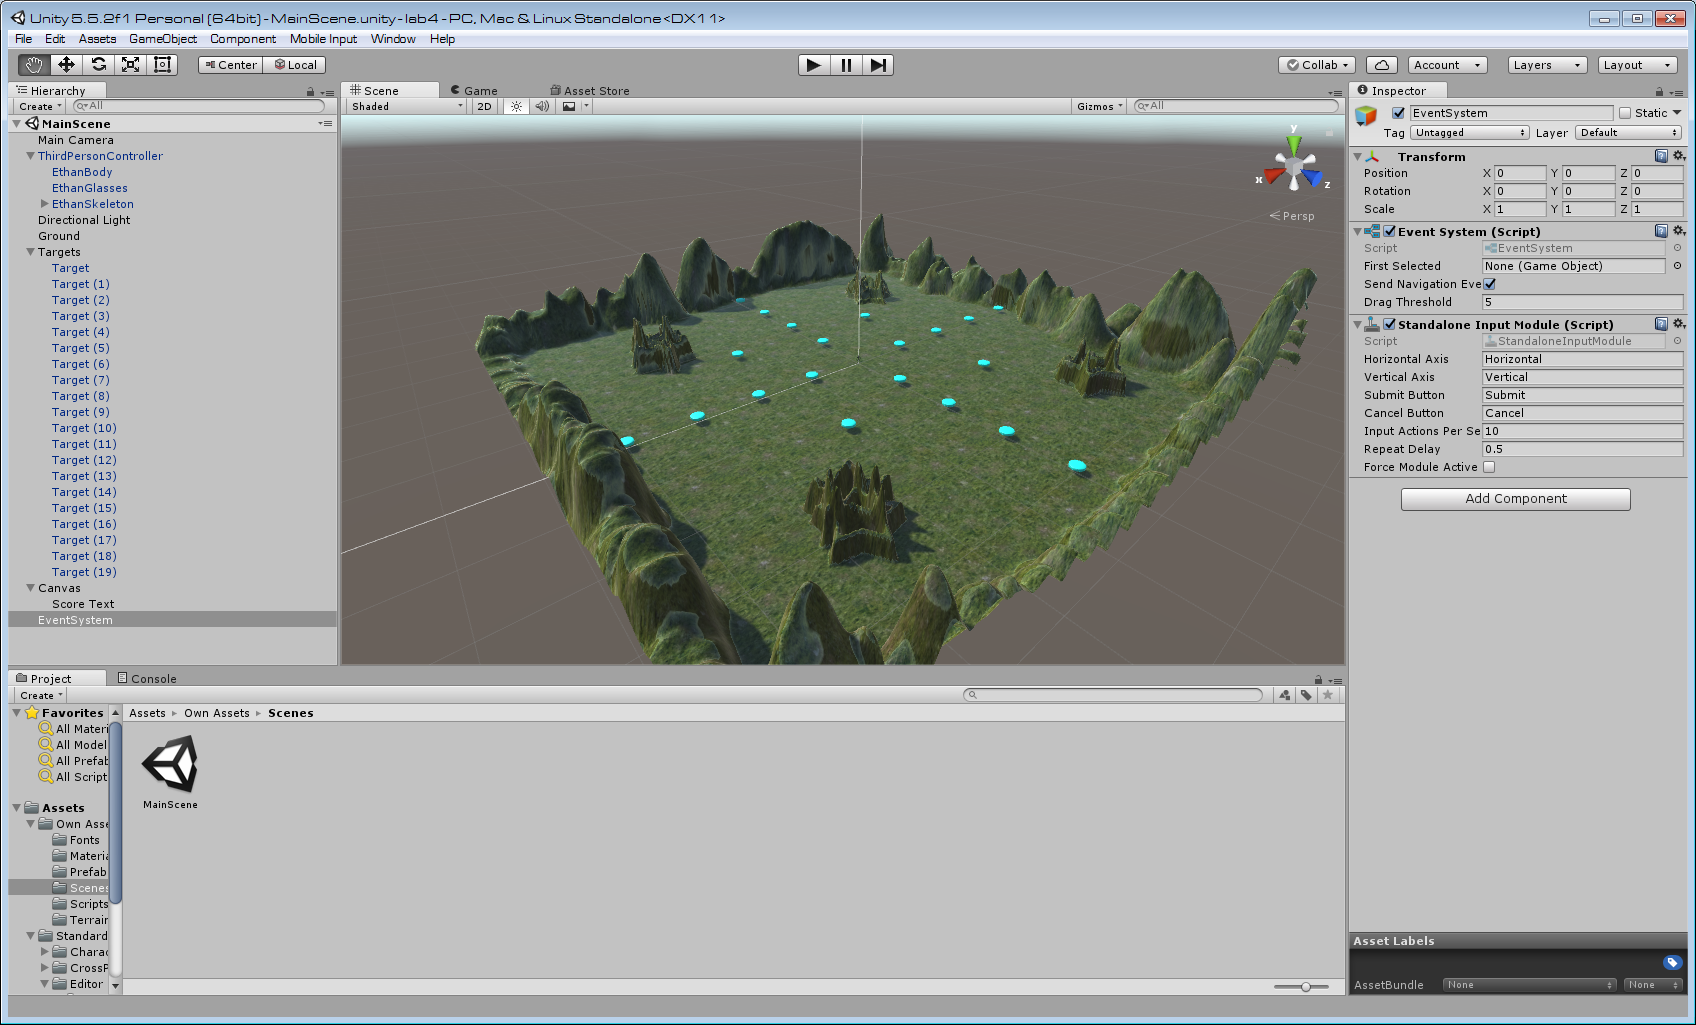 Unity 5.5.2f1 Personal (64bit) - MainScene.unity - lab4 - PC, Mac & Linux Standalone <DX11>
File Edit Assets GameObject Component Mobile Input Window Help
Center Local Collab Account Layers Layout
Hierarchy
Create All
MainScene
Main Camera
ThirdPersonController
EthanBody
EthanGlasses
EthanSkeleton
Directional Light
Ground
Targets
Target
Target (1)
Target (2)
Target (3)
Target (4)
Target (5)
Target (6)
Target (7)
Target (8)
Target (9)
Target (10)
Target (11)
Target (12)
Target (13)
Target (14)
Target (15)
Target (16)
Target (17)
Target (18)
Target (19)
Canvas
Score Text
EventSystem
Scene Game Asset Store
Shaded 2D Gizmos All
y
x
z
Persp
Inspector
EventSystem Static
Tag Untagged Layer Default
Transform
Position X 0 Y 0 Z 0
Rotation X 0 Y 0 Z 0
Scale X 1 Y 1 Z 1
Event System (Script)
Script EventSystem
First Selected None (Game Object)
Send Navigation Eve
Drag Threshold 5
Standalone Input Module (Script)
Script StandaloneInputModule
Horizontal Axis Horizontal
Vertical Axis Vertical
Submit Button Submit
Cancel Button Cancel
Input Actions Per Se 10
Repeat Delay 0.5
Force Module Active
Add Component
Asset Labels
AssetBundle None None
Project Console
Create
Favorites
All Materi
All Model
All Prefab
All Script
Assets
Own Asse
Fonts
Materia
Prefab
Scenes
Scripts
Terrain
Standard
Charac
CrossP
Editor
Assets Own Assets Scenes
MainScene